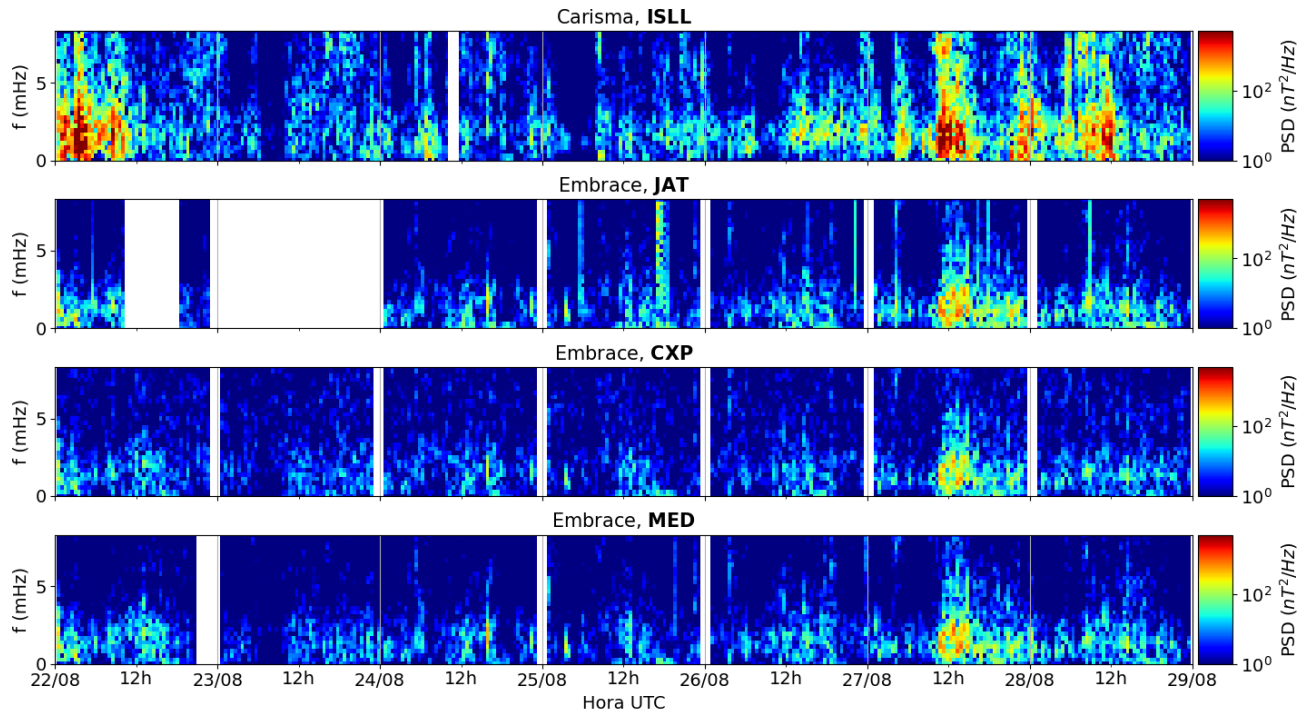 Carisma, ISLL
f (mHz)
5
0
10² 
10⁰
PSD (nT²/Hz)
Embrace, JAT
f (mHz)
5
0
10²
10⁰
PSD (nT²/Hz)
Embrace, CXP
f (mHz)
5
0
10²
10⁰
PSD (nT²/Hz)
Embrace, MED
f (mHz)
5
0
10²
10⁰
PSD (nT²/Hz)
22/08 12h 23/08 12h 24/08 12h 25/08 12h 26/08 12h 27/08 12h 28/08 12h 29/08
Hora UTC